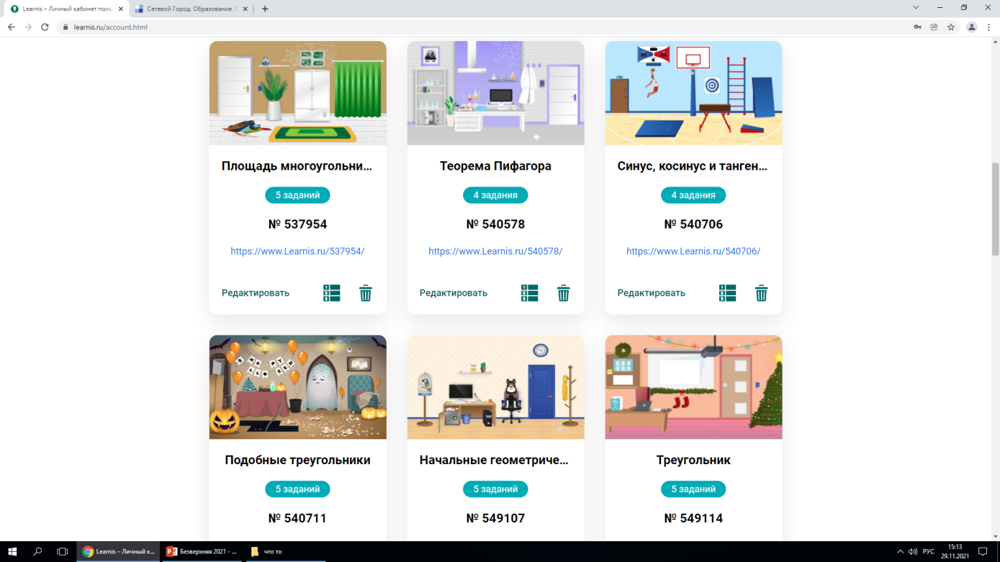 Learnis – Личный кабинет поль
Сетевой Город. Образование.
learnis.ru/account.html
Площадь многоугольни...
5 заданий
№ 537954
https://www.Learnis.ru/537954/
Редактировать
Теорема Пифагора
4 задания
№ 540578
https://www.Learnis.ru/540578/
Редактировать
Синус, косинус и танген...
4 задания
№ 540706
https://www.Learnis.ru/540706/
Редактировать
Подобные треугольники
5 заданий
№ 540711
Начальные геометриче...
5 заданий
№ 549107
Треугольник
5 заданий
№ 549114
Learnis – Личный к...
Безверхняя 2021 - ...
что то
РУС
15:13
29.11.2021